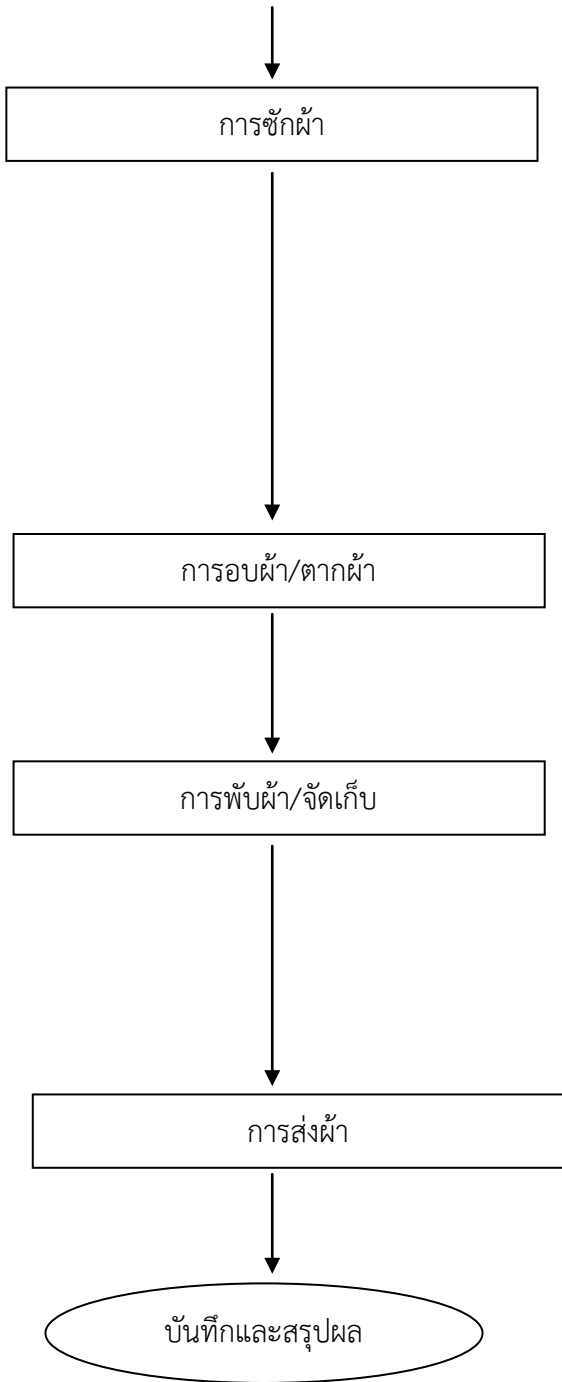 การซักผ้า
การอบผ้า/ตากผ้า
การพับผ้า/จัดเก็บ
การส่งผ้า
บันทึกและสรุปผล